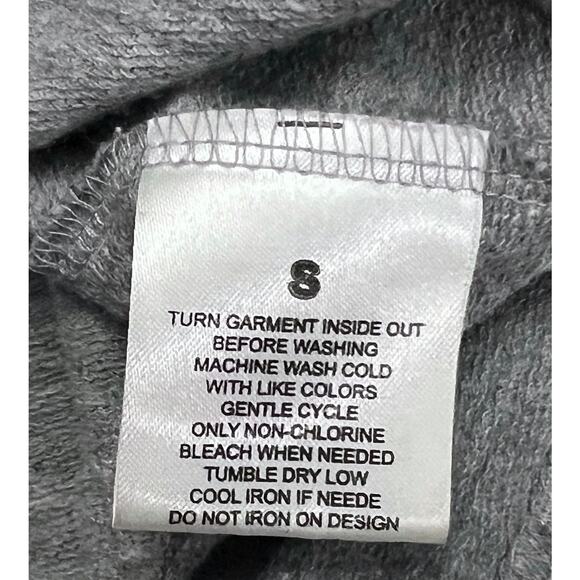 S
TURN GARMENT INSIDE OUT
BEFORE WASHING
MACHINE WASH COLD
WITH LIKE COLORS
GENTLE CYCLE
ONLY NON-CHLORINE
BLEACH WHEN NEEDED
TUMBLE DRY LOW
COOL IRON IF NEEDE
DO NOT IRON ON DESIGN